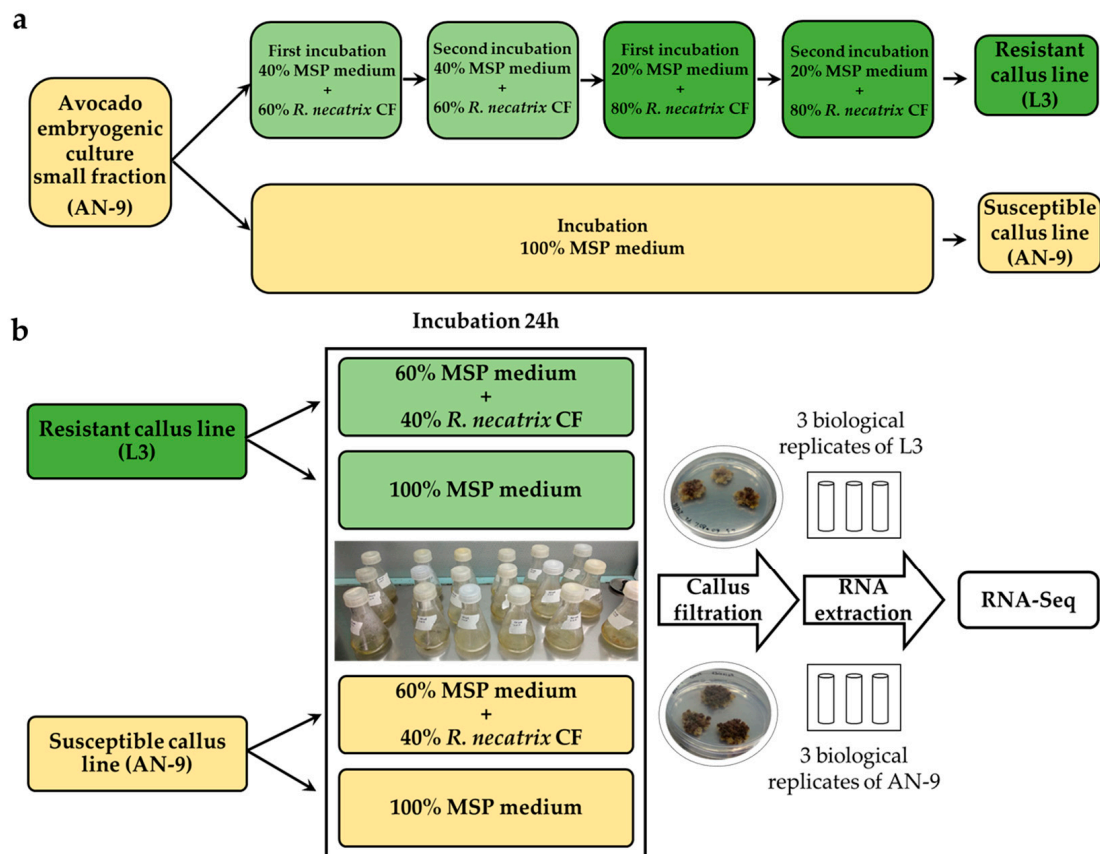 a
Avocado
embryogenic
culture
small fraction
(AN-9)
First incubation
40% MSP medium
+
60% R. necatrix CF
Second incubation
40% MSP medium
+
60% R. necatrix CF
First incubation
20% MSP medium
+
80% R. necatrix CF
Second incubation
20% MSP medium
+
80% R. necatrix CF
Resistant
callus line
(L3)
Incubation
100% MSP medium
Susceptible
callus line
(AN-9)
b
Incubation 24h
Resistant callus line
(L3)
60% MSP medium
+
40% R. necatrix CF
100% MSP medium
Susceptible callus
line (AN-9)
60% MSP medium
+
40% R. necatrix CF
100% MSP medium
3 biological
replicates of L3
Callus
filtration
RNA
extraction
RNA-Seq
3 biological
replicates of AN-9